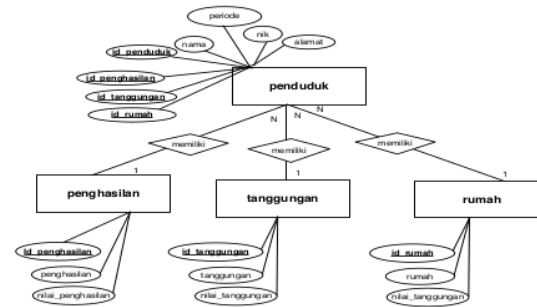 periode
nik
nama
alamat
id_penduduk
id_penghasilan
id_tanggungan
id_rumah
penduduk
N
N
N
memiliki
memiliki
memiliki
1
1
1
penghasilan
tanggungan
rumah
id_penghasilan
penghasilan
nilai_penghasilan
id_tanggungan
tanggungan
nilai_tanggungan
id_rumah
rumah
nilai_tanggungan